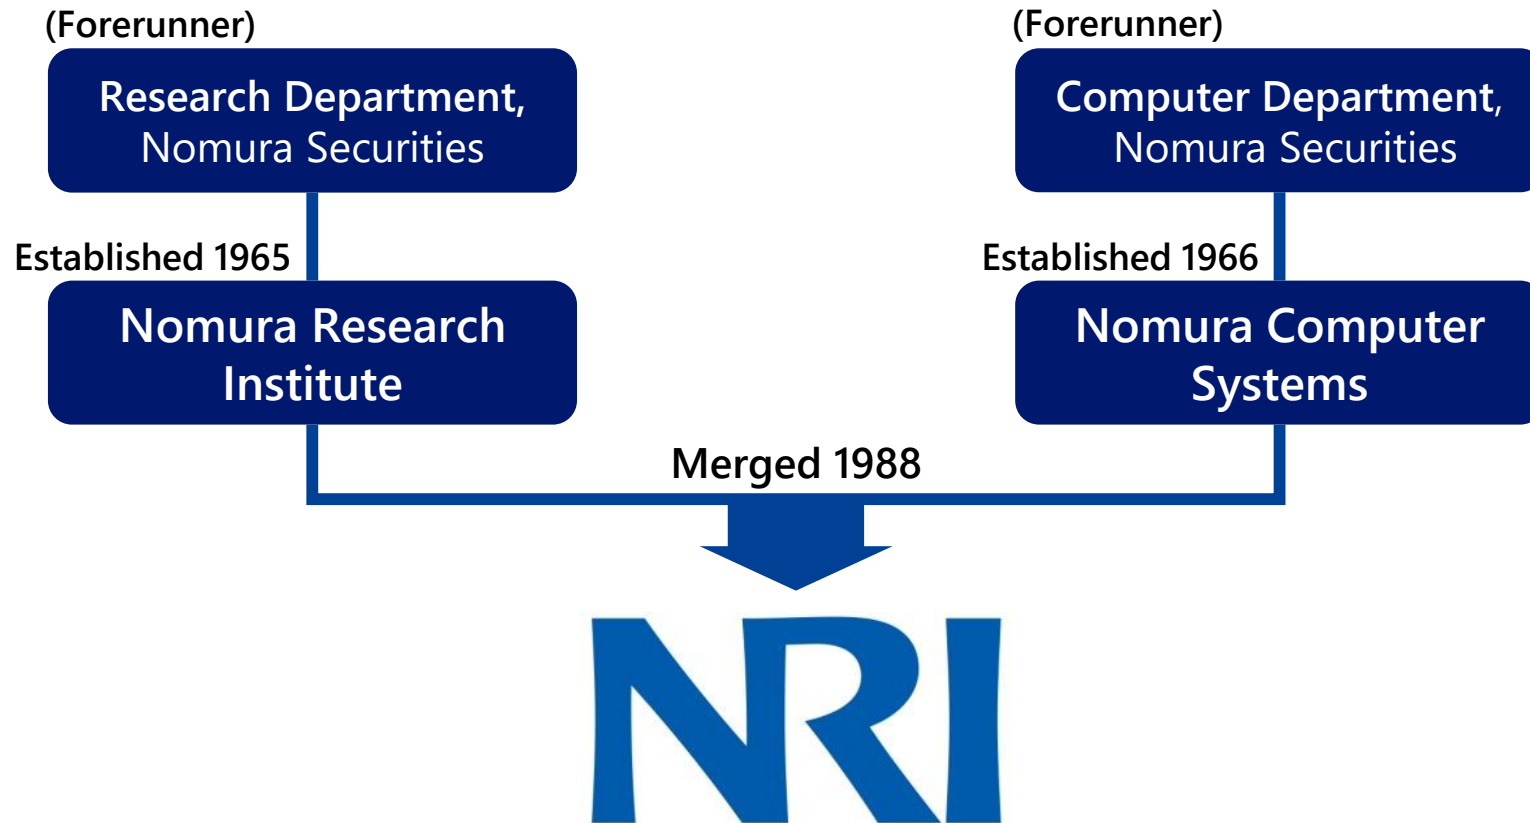 (Forerunner)
Research Department,
Nomura Securities
Established 1965
Nomura Research
Institute
(Forerunner)
Computer Department,
Nomura Securities
Established 1966
Nomura Computer
Systems
Merged 1988
NRI